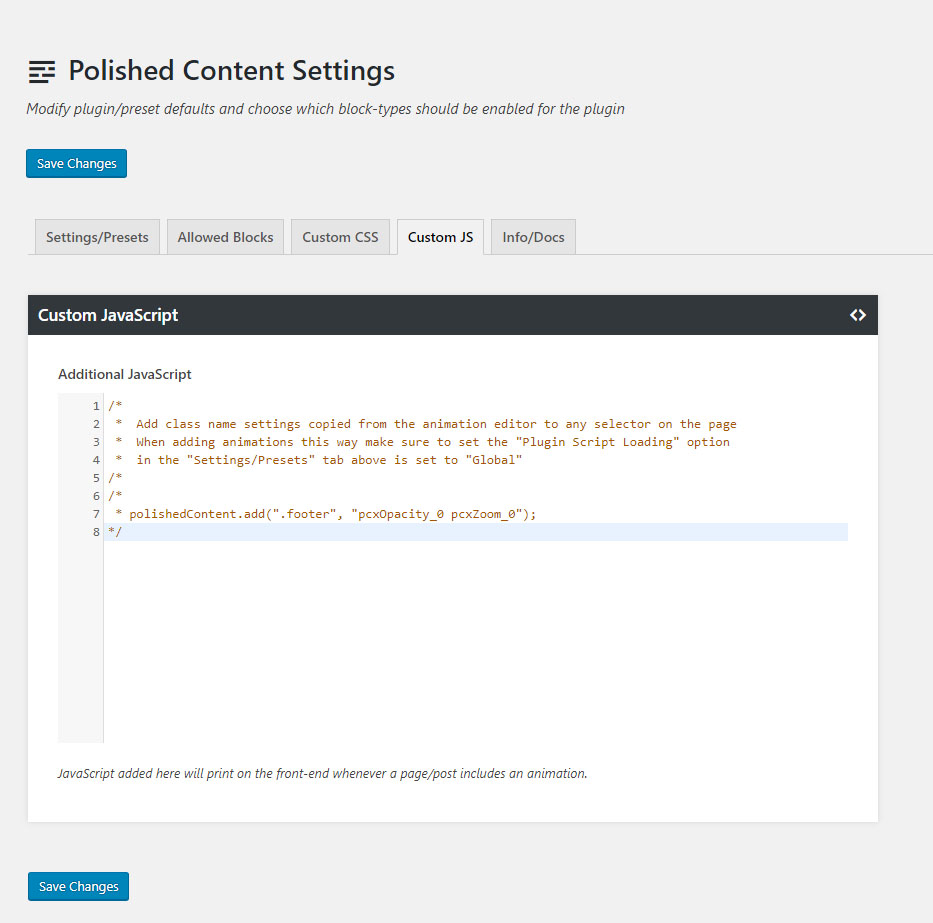 Polished Content Settings
Modify plugin/preset defaults and choose which block-types should be enabled for the plugin
Save Changes
Settings/Presets Allowed Blocks Custom CSS Custom JS Info/Docs
Custom JavaScript <>
Additional JavaScript
1 /*
2  *  Add class name settings copied from the animation editor to any selector on the page
3  *  When adding animations this way make sure to set the "Plugin Script Loading" option
4  *  in the "Settings/Presets" tab above is set to "Global"
5 /*
6 /*
7  * polishedContent.add(".footer", "pcxOpacity_0 pcxZoom_0");
8 */
JavaScript added here will print on the front-end whenever a page/post includes an animation.
Save Changes